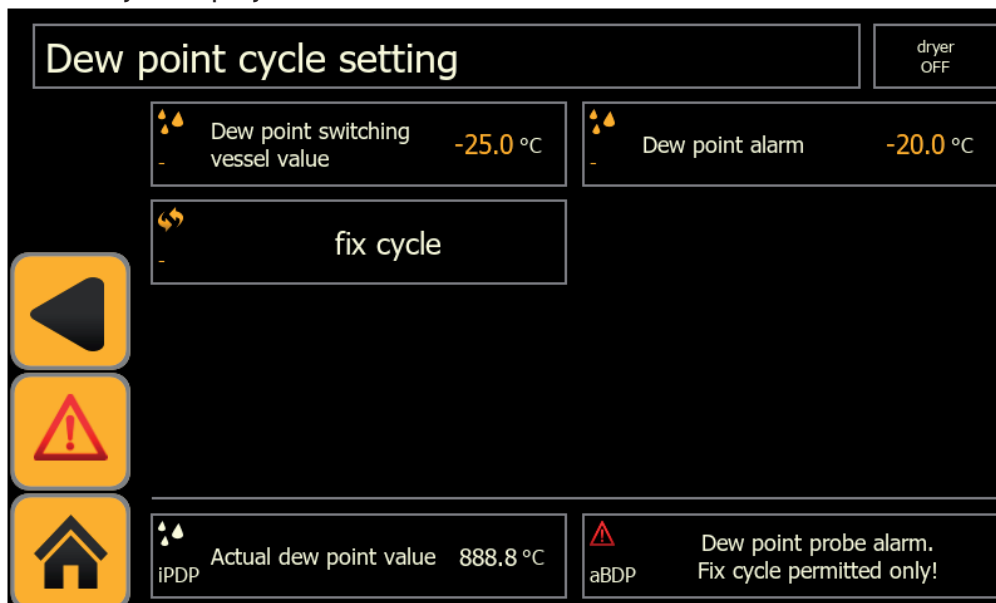 Dew point cycle setting
dryer
OFF
Dew point switching
vessel value
-25.0 °C
-
Dew point alarm
-20.0 °C
-
fix cycle
-
Actual dew point value
888.8 °C
iPDP
Dew point probe alarm.
Fix cycle permitted only!
aBDP